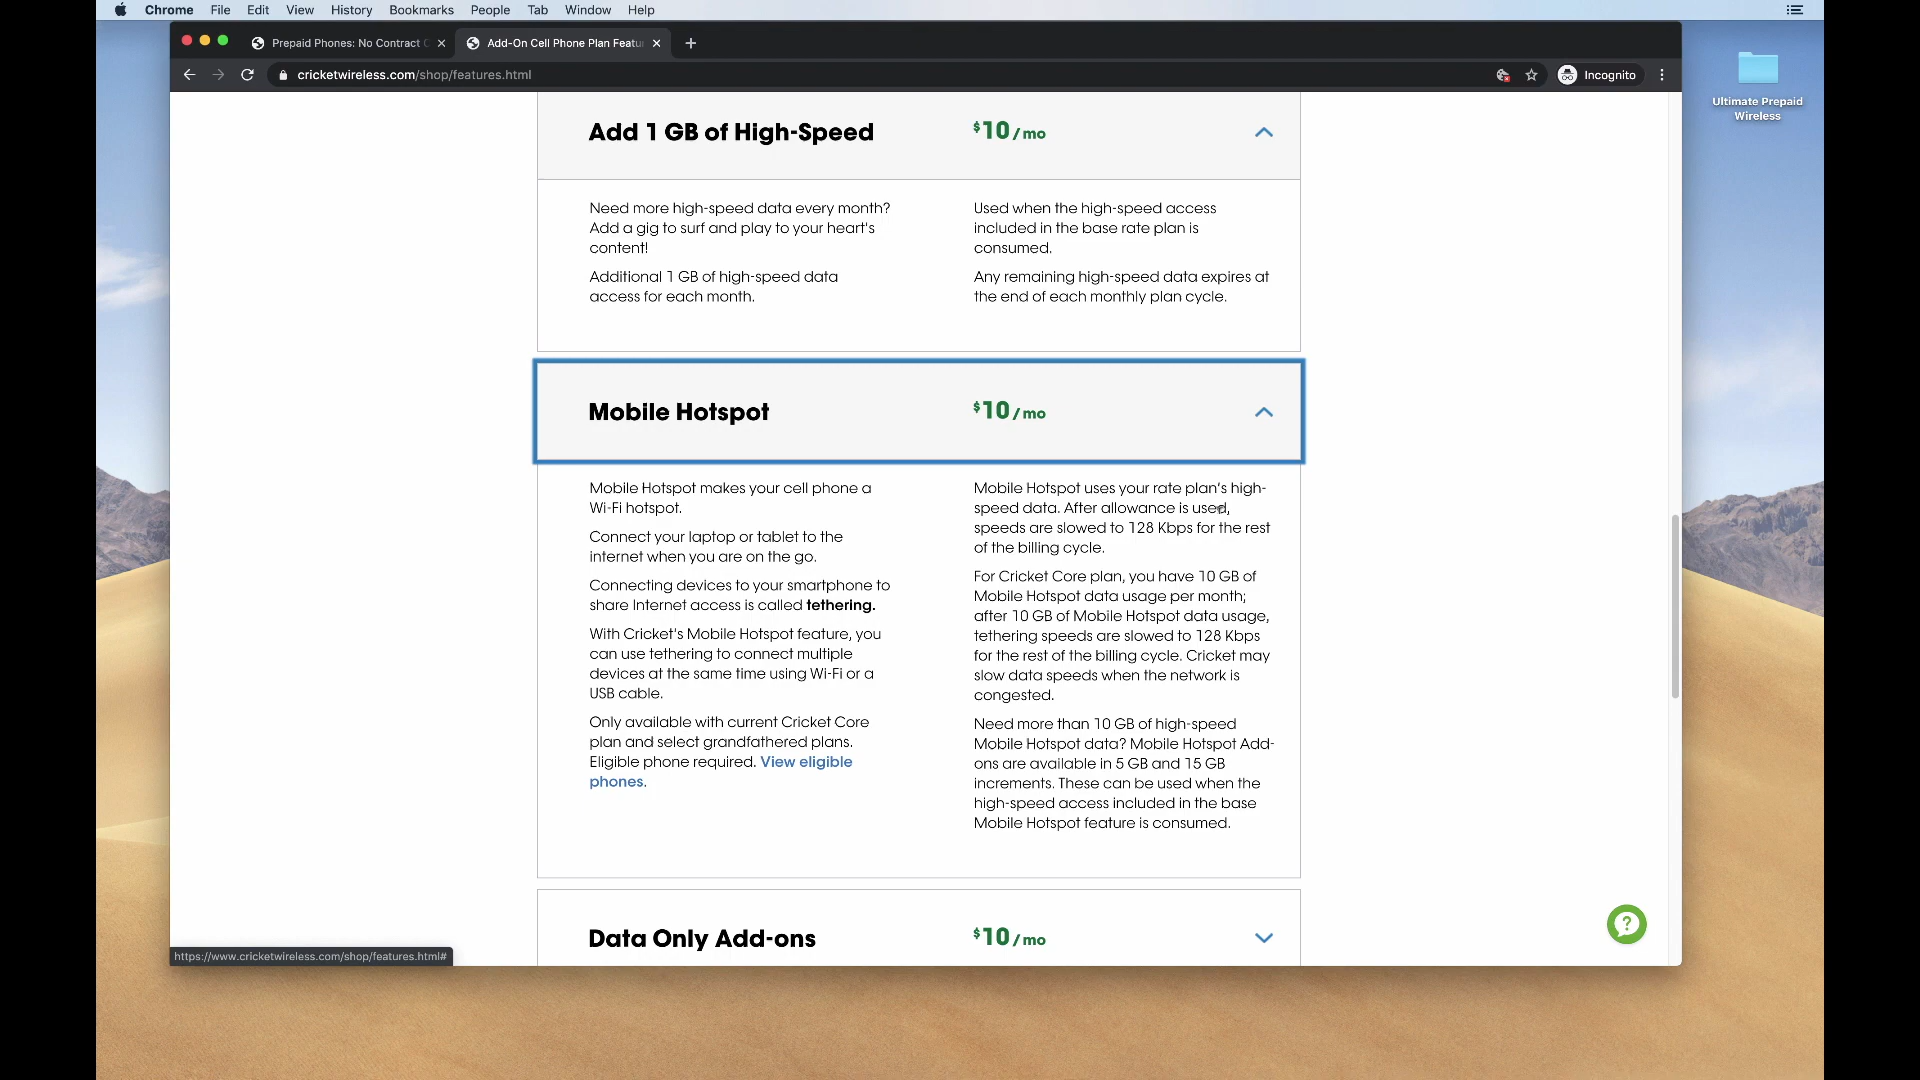 Chrome File Edit View History Bookmarks People Tab Window Help
Prepaid Phones: No Contract
Add-On Cell Phone Plan Featu
cricketwireless.com/shop/features.html
Incognito
Ultimate Prepaid
Wireless
Add 1 GB of High-Speed
$10/mo
Need more high-speed data every month?
Add a gig to surf and play to your heart's
content!
Additional 1 GB of high-speed data
access for each month.
Used when the high-speed access
included in the base rate plan is
consumed.
Any remaining high-speed data expires at
the end of each monthly plan cycle.
Mobile Hotspot
$10/mo
Mobile Hotspot makes your cell phone a
Wi-Fi hotspot.
Connect your laptop or tablet to the
internet when you are on the go.
Connecting devices to your smartphone to
share Internet access is called tethering.
With Cricket's Mobile Hotspot feature, you
can use tethering to connect multiple
devices at the same time using Wi-Fi or a
USB cable.
Only available with current Cricket Core
plan and select grandfathered plans.
Eligible phone required. View eligible
phones.
Mobile Hotspot uses your rate plan's high-
speed data. After allowance is used,
speeds are slowed to 128 Kbps for the rest
of the billing cycle.
For Cricket Core plan, you have 10 GB of
Mobile Hotspot data usage per month;
after 10 GB of Mobile Hotspot data usage,
tethering speeds are slowed to 128 Kbps
for the rest of the billing cycle. Cricket may
slow data speeds when the network is
congested.
Need more than 10 GB of high-speed
Mobile Hotspot data? Mobile Hotspot Add-
ons are available in 5 GB and 15 GB
increments. These can be used when the
high-speed access included in the base
Mobile Hotspot feature is consumed.
Data Only Add-ons
$10/mo
https://www.cricketwireless.com/shop/features.html#